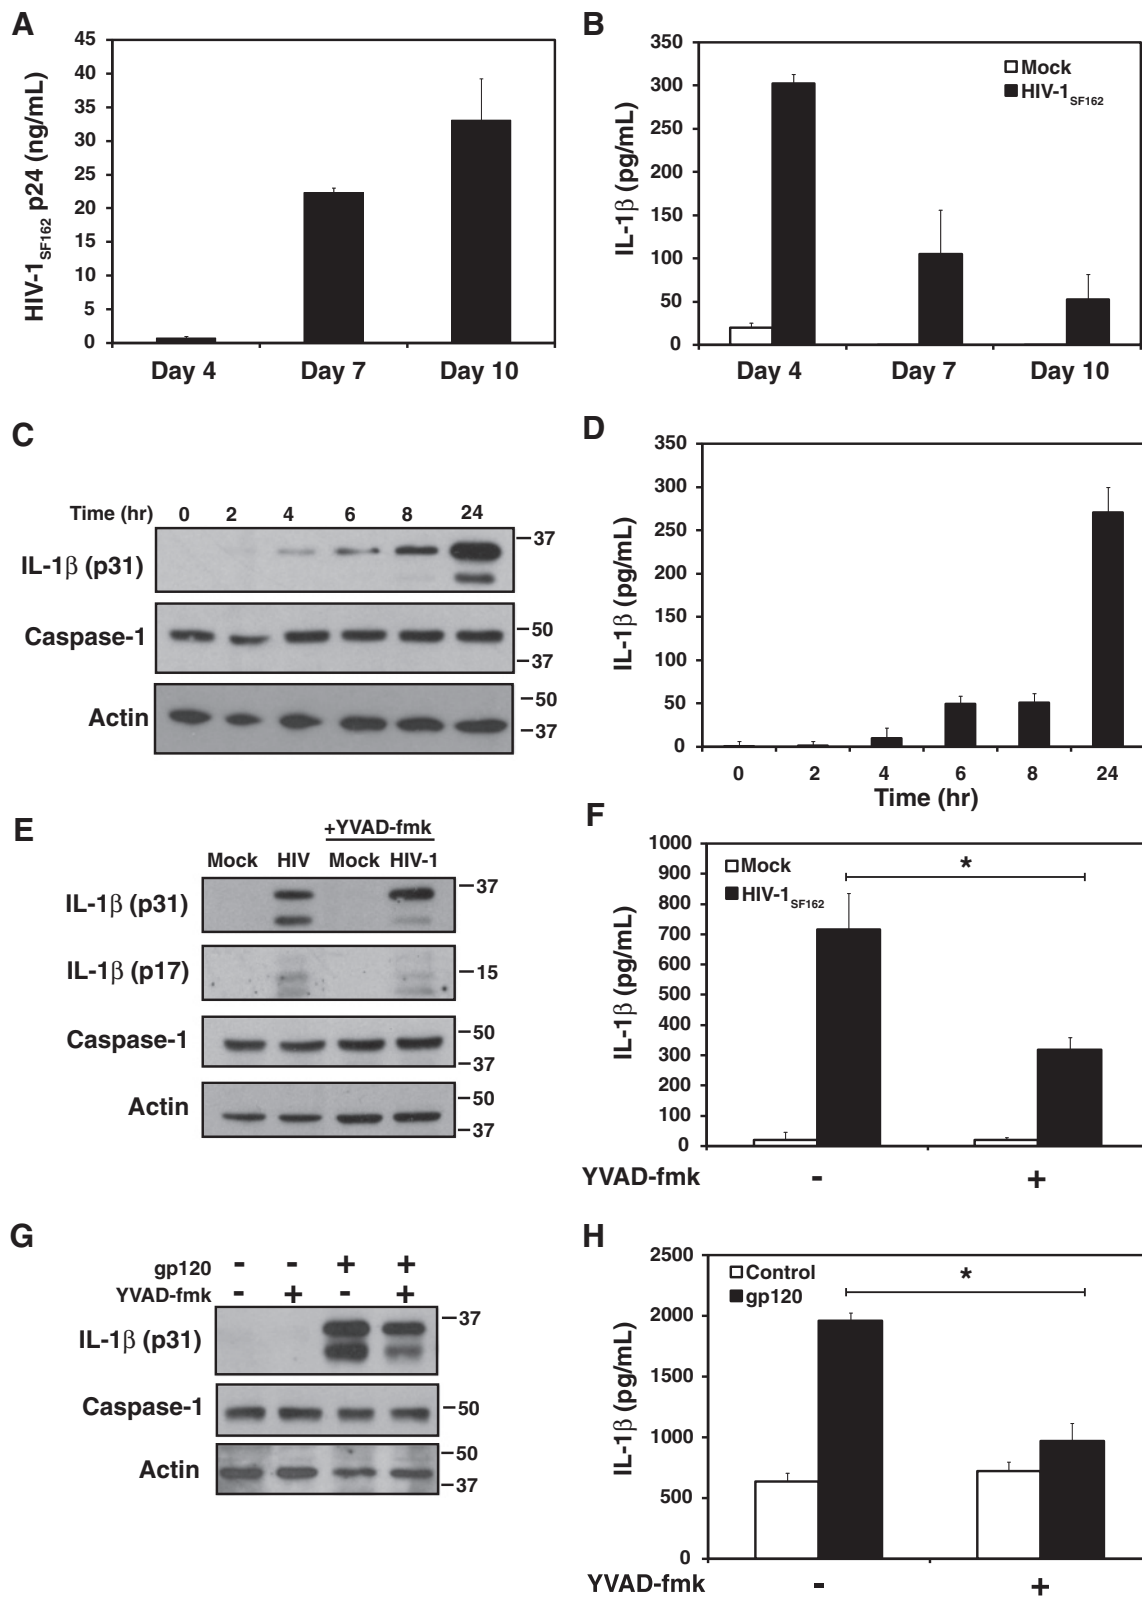 A
HIV-1SF162 p24 (ng/mL)
45
40
35
30
25
20
15
10
5
0
Day 4 Day 7 Day 10
B
IL-1β (pg/mL)
350
300
250
200
150
100
50
0
Mock
HIV-1SF162
Day 4 Day 7 Day 10
C
Time (hr) 0 2 4 6 8 24
IL-1β (p31)
37
Caspase-1
50
37
Actin
50
37
D
IL-1β (pg/mL)
350
300
250
200
150
100
50
0
0 2 4 6 8 24
Time (hr)
E
+YVAD-fmk
Mock HIV Mock HIV-1
IL-1β (p31)
37
IL-1β (p17)
15
Caspase-1
50
37
Actin
50
37
F
IL-1β (pg/mL)
1000
900
800
700
600
500
400
300
200
100
0
Mock
HIV-1SF162
*
YVAD-fmk - +
G
gp120 - - + +
YVAD-fmk - + - +
IL-1β (p31)
37
Caspase-1
50
Actin
50
37
H
IL-1β (pg/mL)
2500
2000
1500
1000
500
0
Control
gp120
*
YVAD-fmk - +